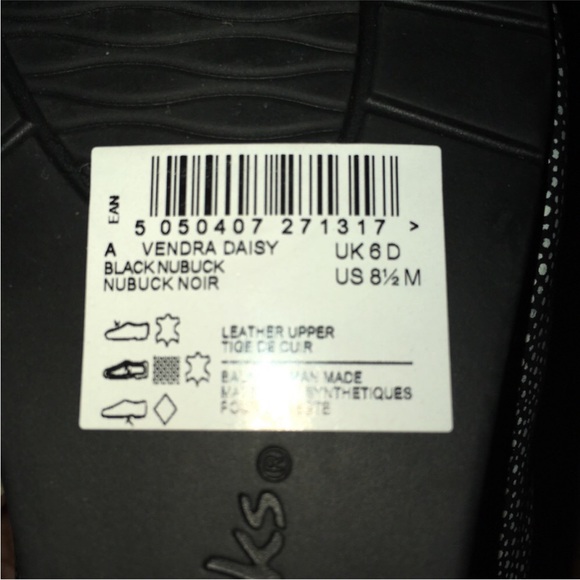 EAN
5 050407 271317 >
A VENDRA DAISY UK 6 D
BLACK NUBUCK
NUBUCK NOIR US 8½ M
LEATHER UPPER
TIGE DE CUIR
MAN MADE
SYNTHETIQUES
ks®